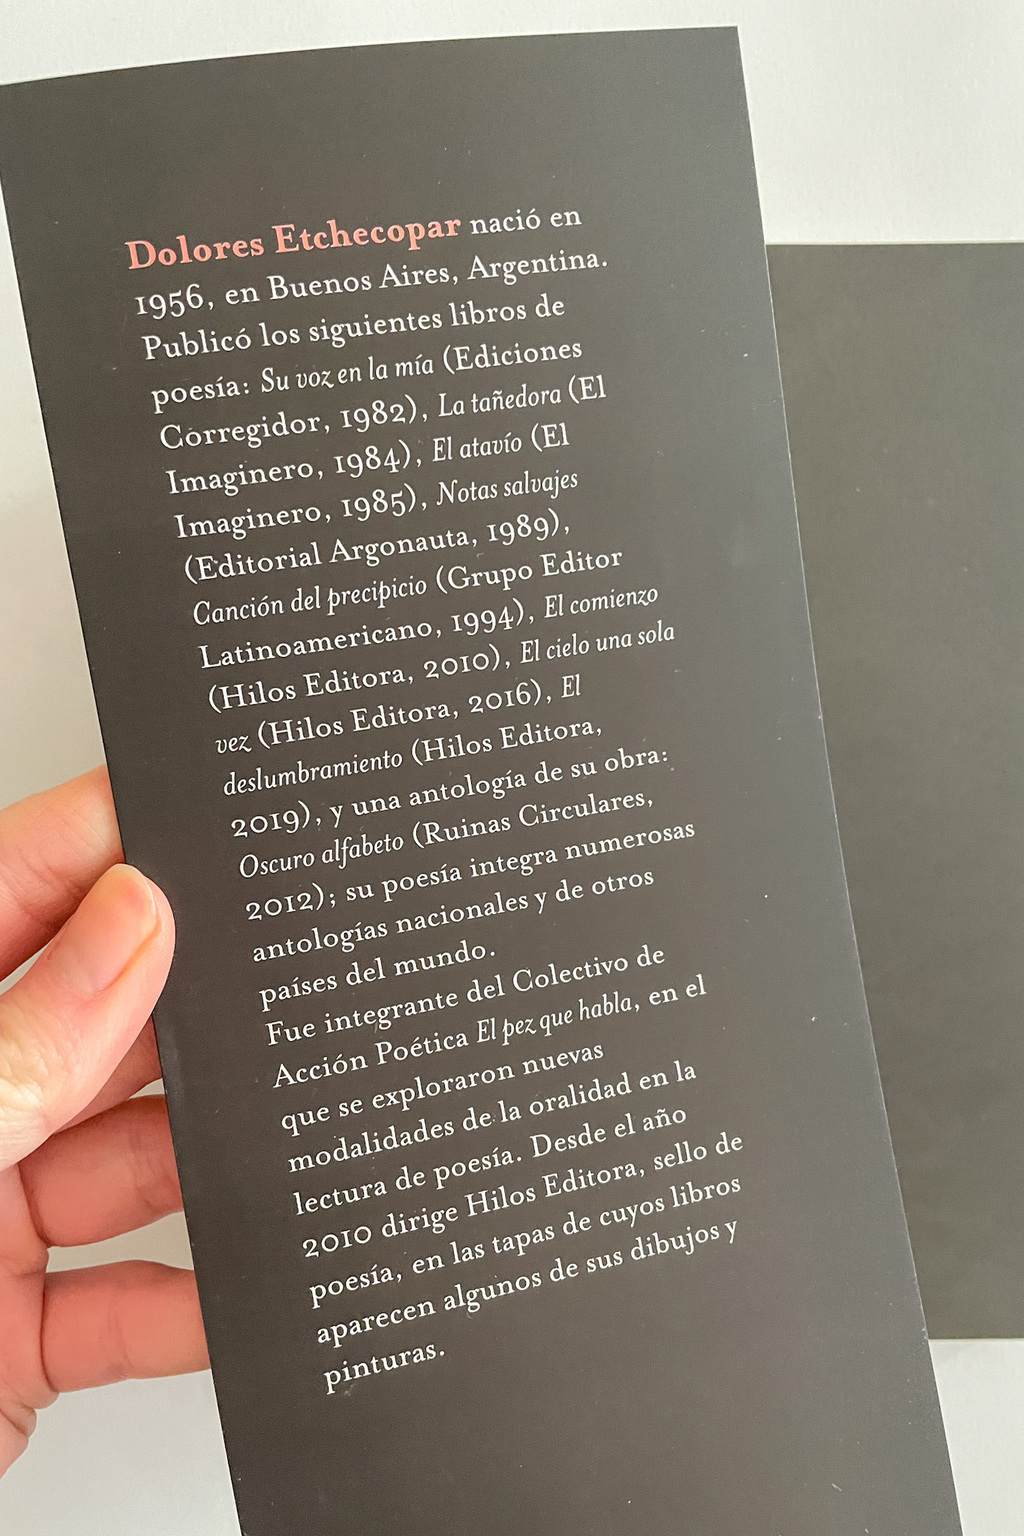 Dolores Etchecopar nació en
1956, en Buenos Aires, Argentina.
Publicó los siguientes libros de
poesía: Su voz en la mía (Ediciones
Corregidor, 1982), La tañedora (El
Imaginero, 1984), El atavío (El
Imaginero, 1985), Notas salvajes
(Editorial Argonauta, 1989),
Canción del precipicio (Grupo Editor
Latinoamericano, 1994), El comienzo
(Hilos Editora, 2010), El cielo una sola
vez (Hilos Editora, 2016), El
deslumbramiento (Hilos Editora,
2019), y una antología de su obra:
Oscuro alfabeto (Ruinas Circulares,
2012); su poesía integra numerosas
antologías nacionales y de otros
países del mundo.
Fue integrante del Colectivo de
Acción Poética El pez que habla, en el
que se exploraron nuevas
modalidades de la oralidad en la
lectura de poesía. Desde el año
2010 dirige Hilos Editora, sello de
poesía, en las tapas de cuyos libros
aparecen algunos de sus dibujos y
pinturas.